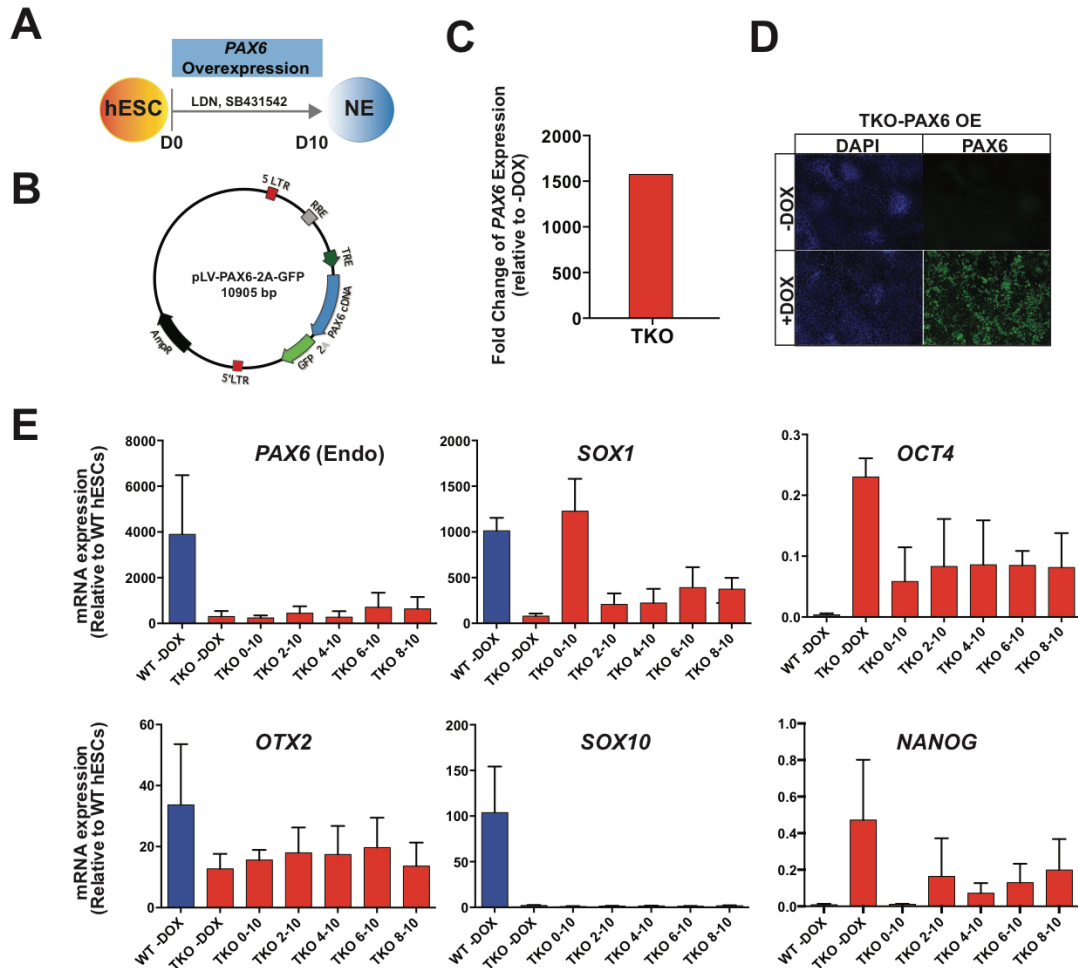 A
PAX6
Overexpression
hESC
LDN, SB431542
NE
D0
D10
B
5 LTR
RRE
TRE
pLV-PAX6-2A-GFP
10905 bp
PAX6 cDNA
2A
GFP
5'LTR
AmpR
C
Fold Change of PAX6 Expression
(relative to -DOX)
2000
1500
1000
500
0
TKO
D
TKO-PAX6 OE
DAPI
PAX6
-DOX
+DOX
E
mRNA expression
(Relative to WT hESCs)
PAX6 (Endo)
8000
6000
4000
2000
0
WT -DOX
TKO -DOX
TKO 0-10
TKO 2-10
TKO 4-10
TKO 6-10
TKO 8-10
SOX1
2000
1500
1000
500
0
WT -DOX
TKO -DOX
TKO 0-10
TKO 2-10
TKO 4-10
TKO 6-10
TKO 8-10
OCT4
0.3
0.2
0.1
0.0
WT -DOX
TKO -DOX
TKO 0-10
TKO 2-10
TKO 4-10
TKO 6-10
TKO 8-10
mRNA expression
(Relative to WT hESCs)
OTX2
60
40
20
0
WT -DOX
TKO -DOX
TKO 0-10
TKO 2-10
TKO 4-10
TKO 6-10
TKO 8-10
SOX10
200
150
100
50
0
WT -DOX
TKO -DOX
TKO 0-10
TKO 2-10
TKO 4-10
TKO 6-10
TKO 8-10
NANOG
1.0
0.8
0.6
0.4
0.2
0.0
WT -DOX
TKO -DOX
TKO 0-10
TKO 2-10
TKO 4-10
TKO 6-10
TKO 8-10